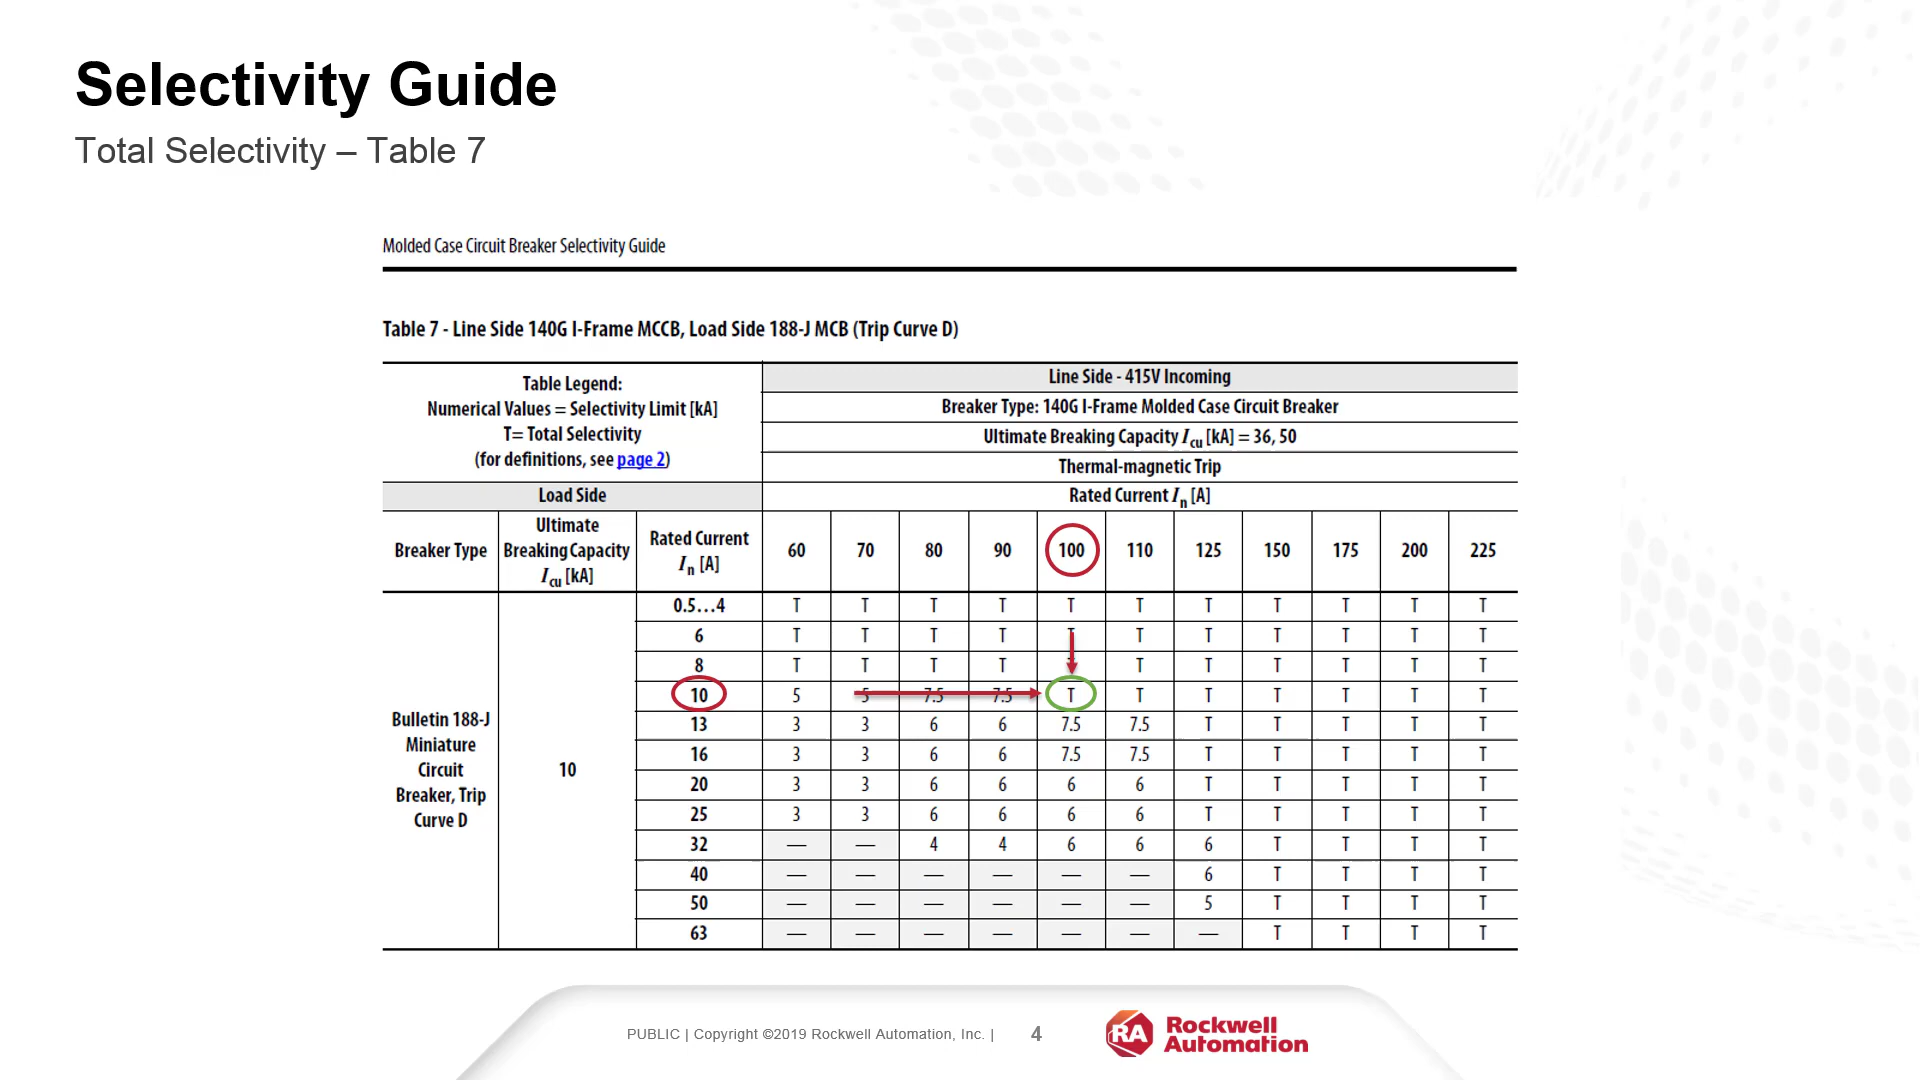 Selectivity Guide
Total Selectivity – Table 7
Molded Case Circuit Breaker Selectivity Guide
Table 7 - Line Side 140G I-Frame MCCB, Load Side 188-J MCB (Trip Curve D)
Table Legend:
Numerical Values = Selectivity Limit [kA]
T= Total Selectivity
(for definitions, see page 2)
Line Side - 415V Incoming
Breaker Type: 140G I-Frame Molded Case Circuit Breaker
Ultimate Breaking Capacity Icu [kA] = 36, 50
Thermal-magnetic Trip
Load Side
Rated Current In [A]
Breaker Type
Ultimate
Breaking Capacity
Icu [kA]
Rated Current
In [A]
60 70 80 90 100 110 125 150 175 200 225
Bulletin 188-J
Miniature
Circuit
Breaker, Trip
Curve D
10
0.5…4 T T T T T T T T T T T
6 T T T T T T T T T T T
8 T T T T T T T T T T T
10 5 5 7.5 7.5 T T T T T T T
13 3 3 6 6 7.5 7.5 T T T T T
16 3 3 6 6 7.5 7.5 T T T T T
20 3 3 6 6 6 6 T T T T T
25 3 3 6 6 6 6 T T T T T
32 — — 4 4 6 6 6 T T T T
40 — — — — — — 6 T T T T
50 — — — — — — 5 T T T T
63 — — — — — — — T T T T
PUBLIC | Copyright ©2019 Rockwell Automation, Inc. | 4
RA Rockwell
Automation